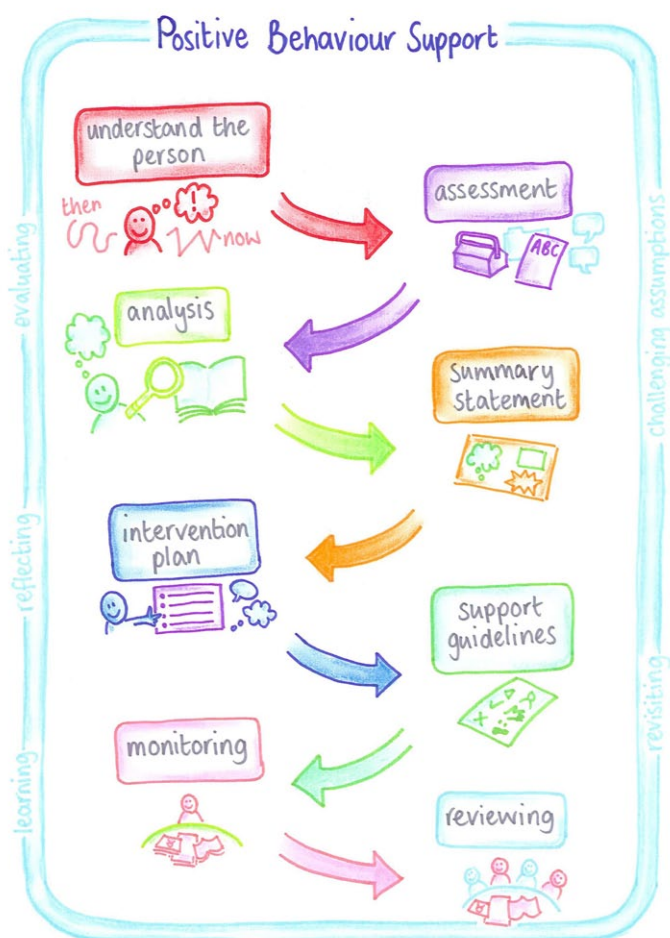 Positive Behaviour Support
understand the
person
then
!
now
assessment
ABC
analysis
summary
statement
intervention
plan
support
guidelines
monitoring
reviewing
evaluating
reflecting
learning
challenging assumptions
revisiting